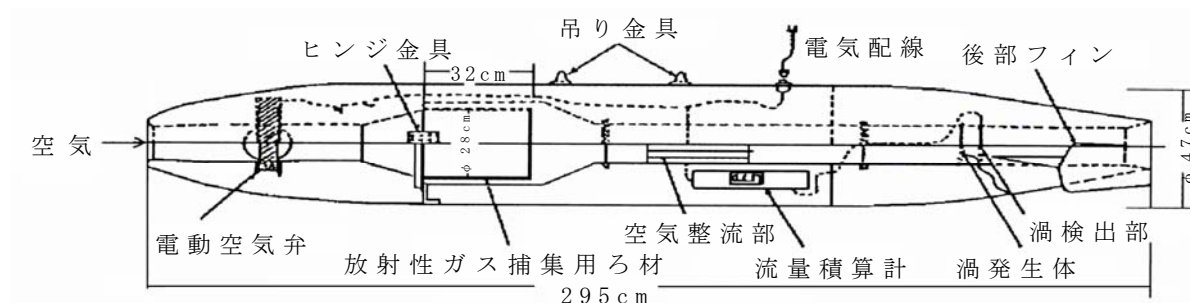 吊り金具
ヒンジ金具
電気配線
後部フィン
32cm
空気
φ28cm
φ47cm
電動空気弁
空気整流部
渦検出部
放射性ガス捕集用ろ材
流量積算計
渦発生体
295cm